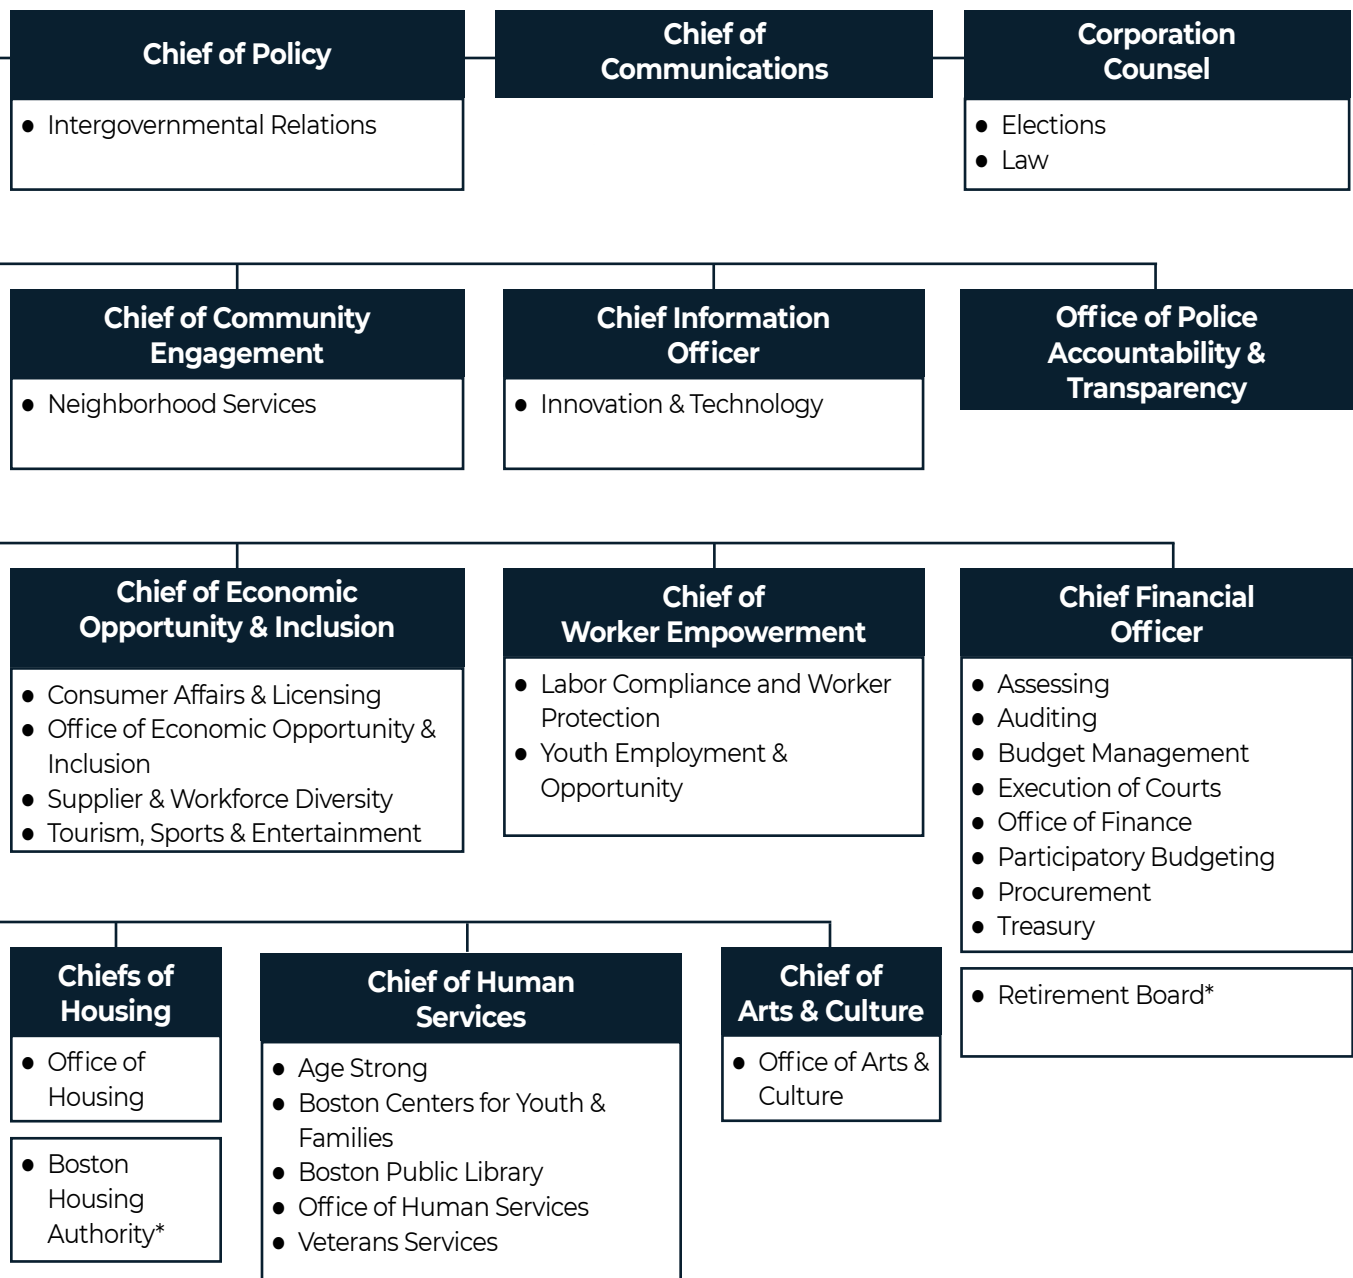 Chief of Policy
● Intergovernmental Relations
Chief of
Communications
Corporation
Counsel
● Elections
● Law
Chief of Community
Engagement
● Neighborhood Services
Chief Information
Officer
● Innovation & Technology
Office of Police
Accountability &
Transparency
Chief of Economic
Opportunity & Inclusion
● Consumer Affairs & Licensing
● Office of Economic Opportunity &
Inclusion
● Supplier & Workforce Diversity
● Tourism, Sports & Entertainment
Chief of
Worker Empowerment
● Labor Compliance and Worker
Protection
● Youth Employment &
Opportunity
Chief Financial
Officer
● Assessing
● Auditing
● Budget Management
● Execution of Courts
● Office of Finance
● Participatory Budgeting
● Procurement
● Treasury
● Retirement Board*
Chiefs of
Housing
● Office of
Housing
● Boston
Housing
Authority*
Chief of Human
Services
● Age Strong
● Boston Centers for Youth &
Families
● Boston Public Library
● Office of Human Services
● Veterans Services
Chief of
Arts & Culture
● Office of Arts &
Culture